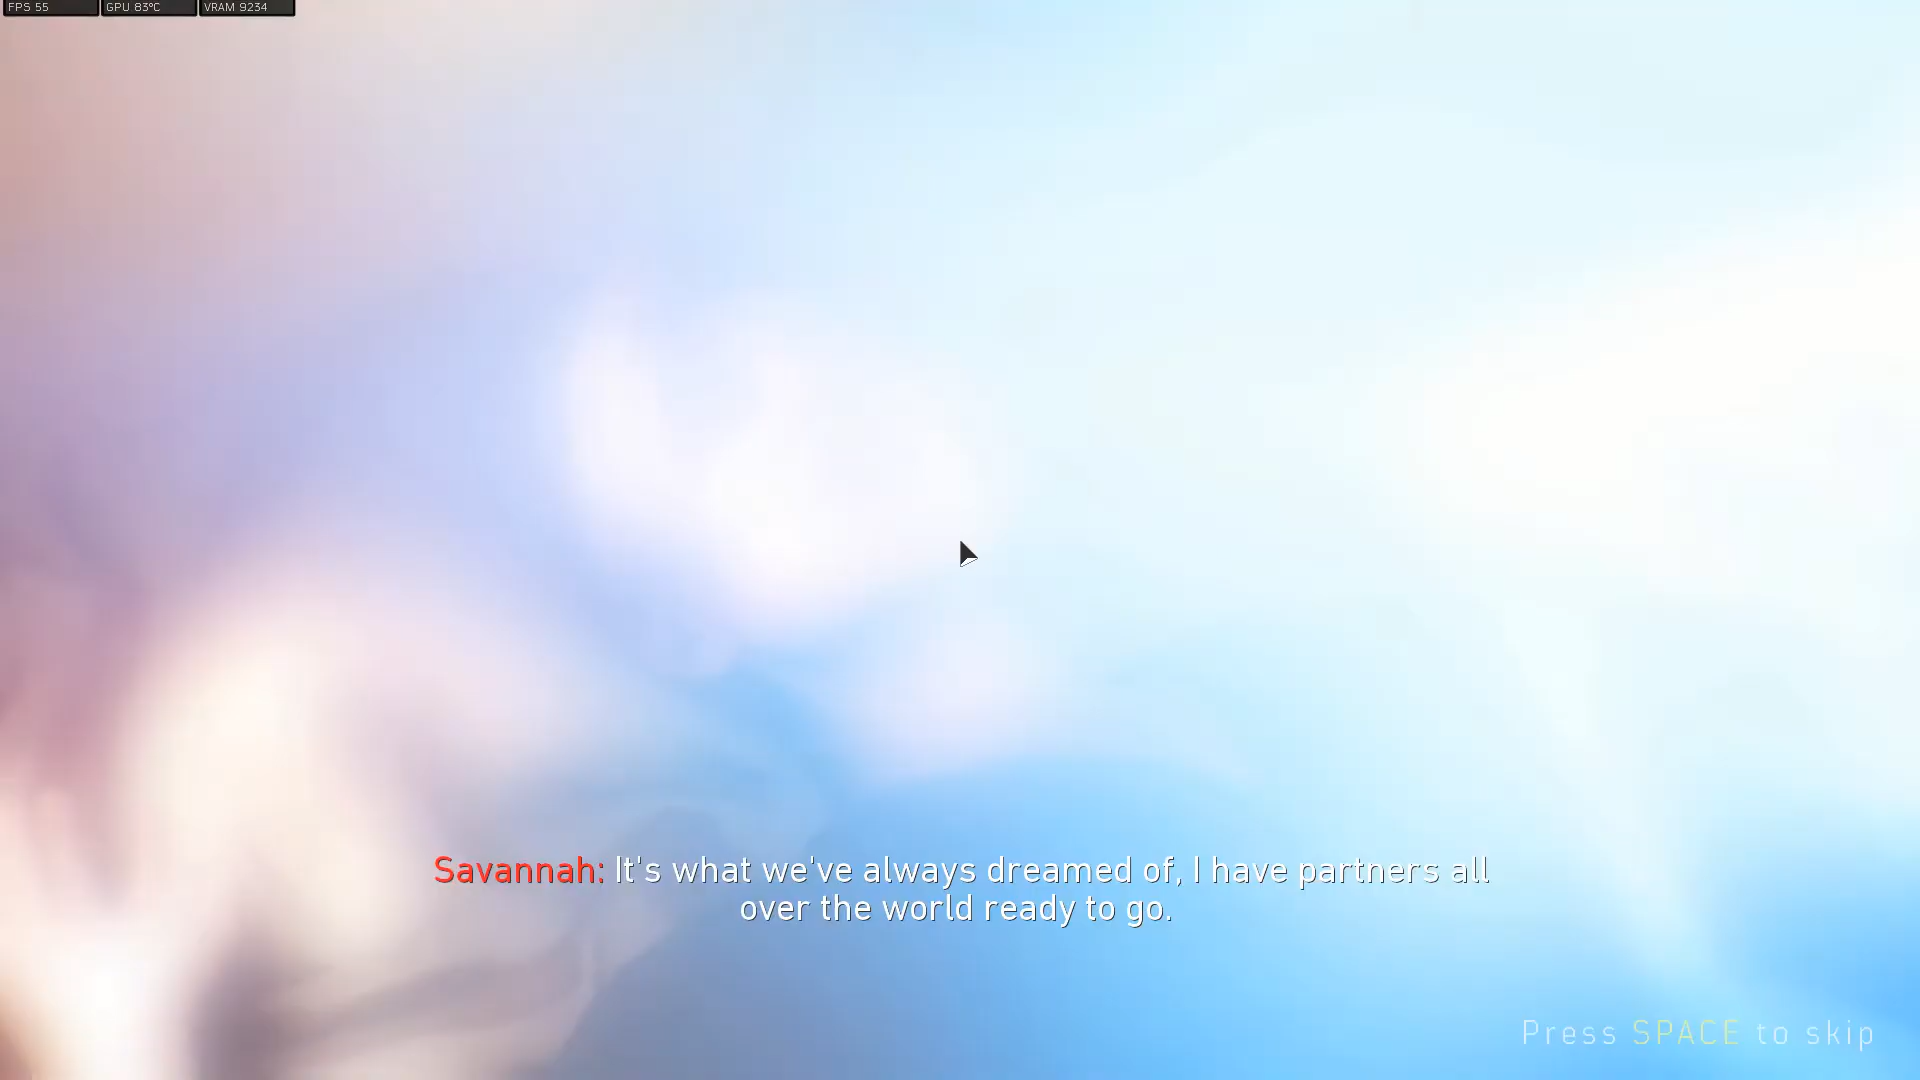 FPS 55 GPU 83°C VRAM 9234
Savannah: It's what we've always dreamed of, I have partners all
over the world ready to go.
Press SPACE to skip